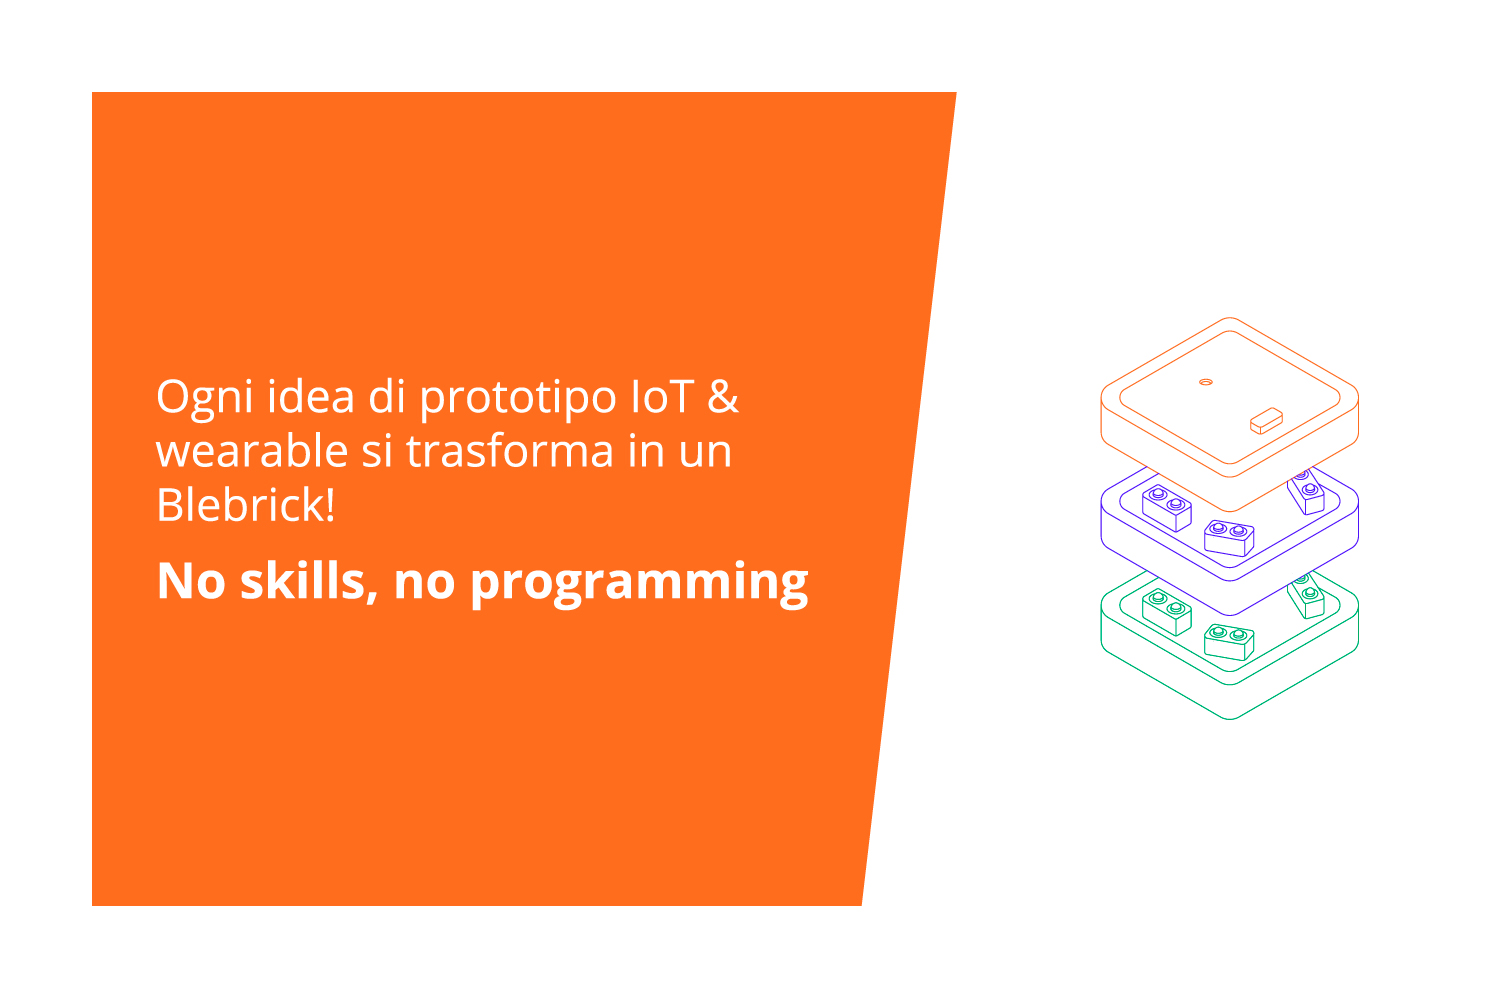 Ogni idea di prototipo IoT &
wearable si trasforma in un
Blebrick!
No skills, no programming